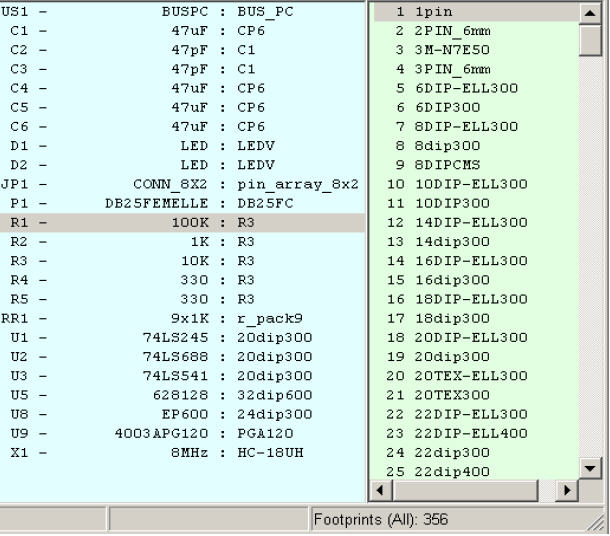 US1 - BUSPC : BUS_PC
C1 - 47uF : CP6
C2 - 47pF : C1
C3 - 47pF : C1
C4 - 47uF : CP6
C5 - 47uF : CP6
C6 - 47uF : CP6
D1 - LED : LEDV
D2 - LED : LEDV
JP1 - CONN_8X2 : pin_array_8x2
P1 - DB25FEMELLE : DB25FC
R1 - 100K : R3
R2 - 1K : R3
R3 - 10K : R3
R4 - 330 : R3
R5 - 330 : R3
RR1 - 9x1K : r_pack9
U1 - 74LS245 : 20dip300
U2 - 74LS688 : 20dip300
U3 - 74LS541 : 20dip300
U5 - 628128 : 32dip600
U8 - EP600 : 24dip300
U9 - 4003APG120 : PGA120
X1 - 8MHz : HC-18UH
1 1pin
2 2PIN_6mm
3 3M-N7E50
4 3PIN_6mm
5 6DIP-ELL300
6 6DIP300
7 8DIP-ELL300
8 8dip300
9 8DIPCMS
10 10DIP-ELL300
11 10DIP300
12 14DIP-ELL300
13 14dip300
14 16DIP-ELL300
15 16dip300
16 18DIP-ELL300
17 18dip300
18 20DIP-ELL300
19 20dip300
20 20TEX-ELL300
21 20TEX300
22 22DIP-ELL300
23 22DIP-ELL400
24 22dip300
25 22dip400
Footprints (All): 356